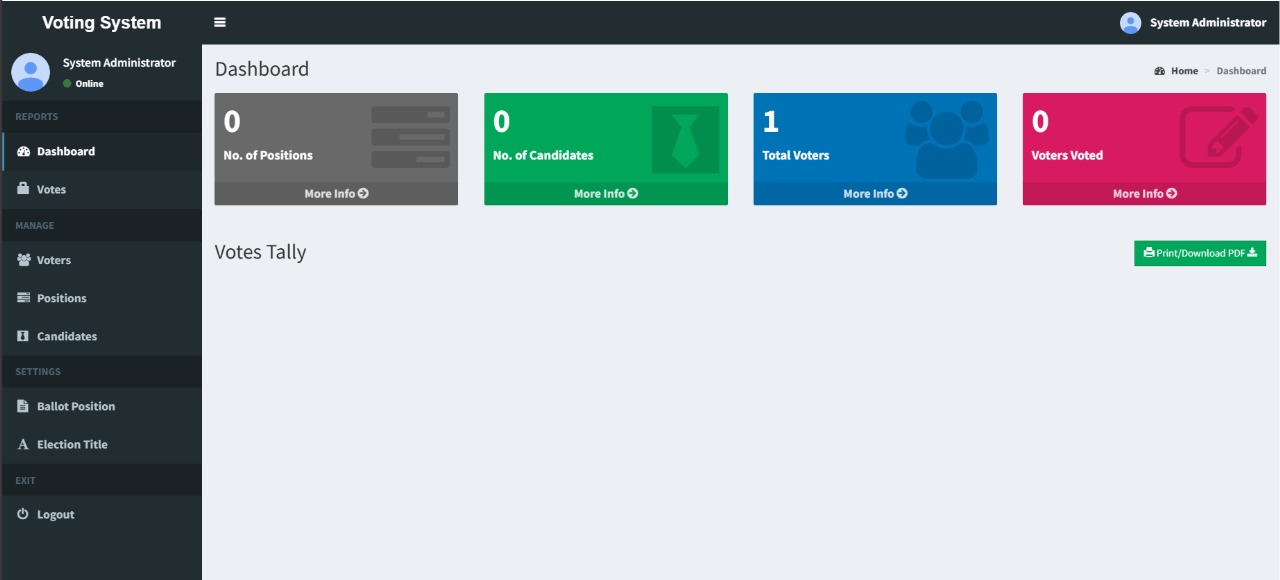 Voting System
System Administrator
System Administrator
Online
REPORTS
Dashboard
Votes
MANAGE
Voters
Positions
Candidates
SETTINGS
Ballot Position
Election Title
EXIT
Logout
Dashboard
Home > Dashboard
0
No. of Positions
More Info
0
No. of Candidates
More Info
1
Total Voters
More Info
0
Voters Voted
More Info
Votes Tally
Print/Download PDF